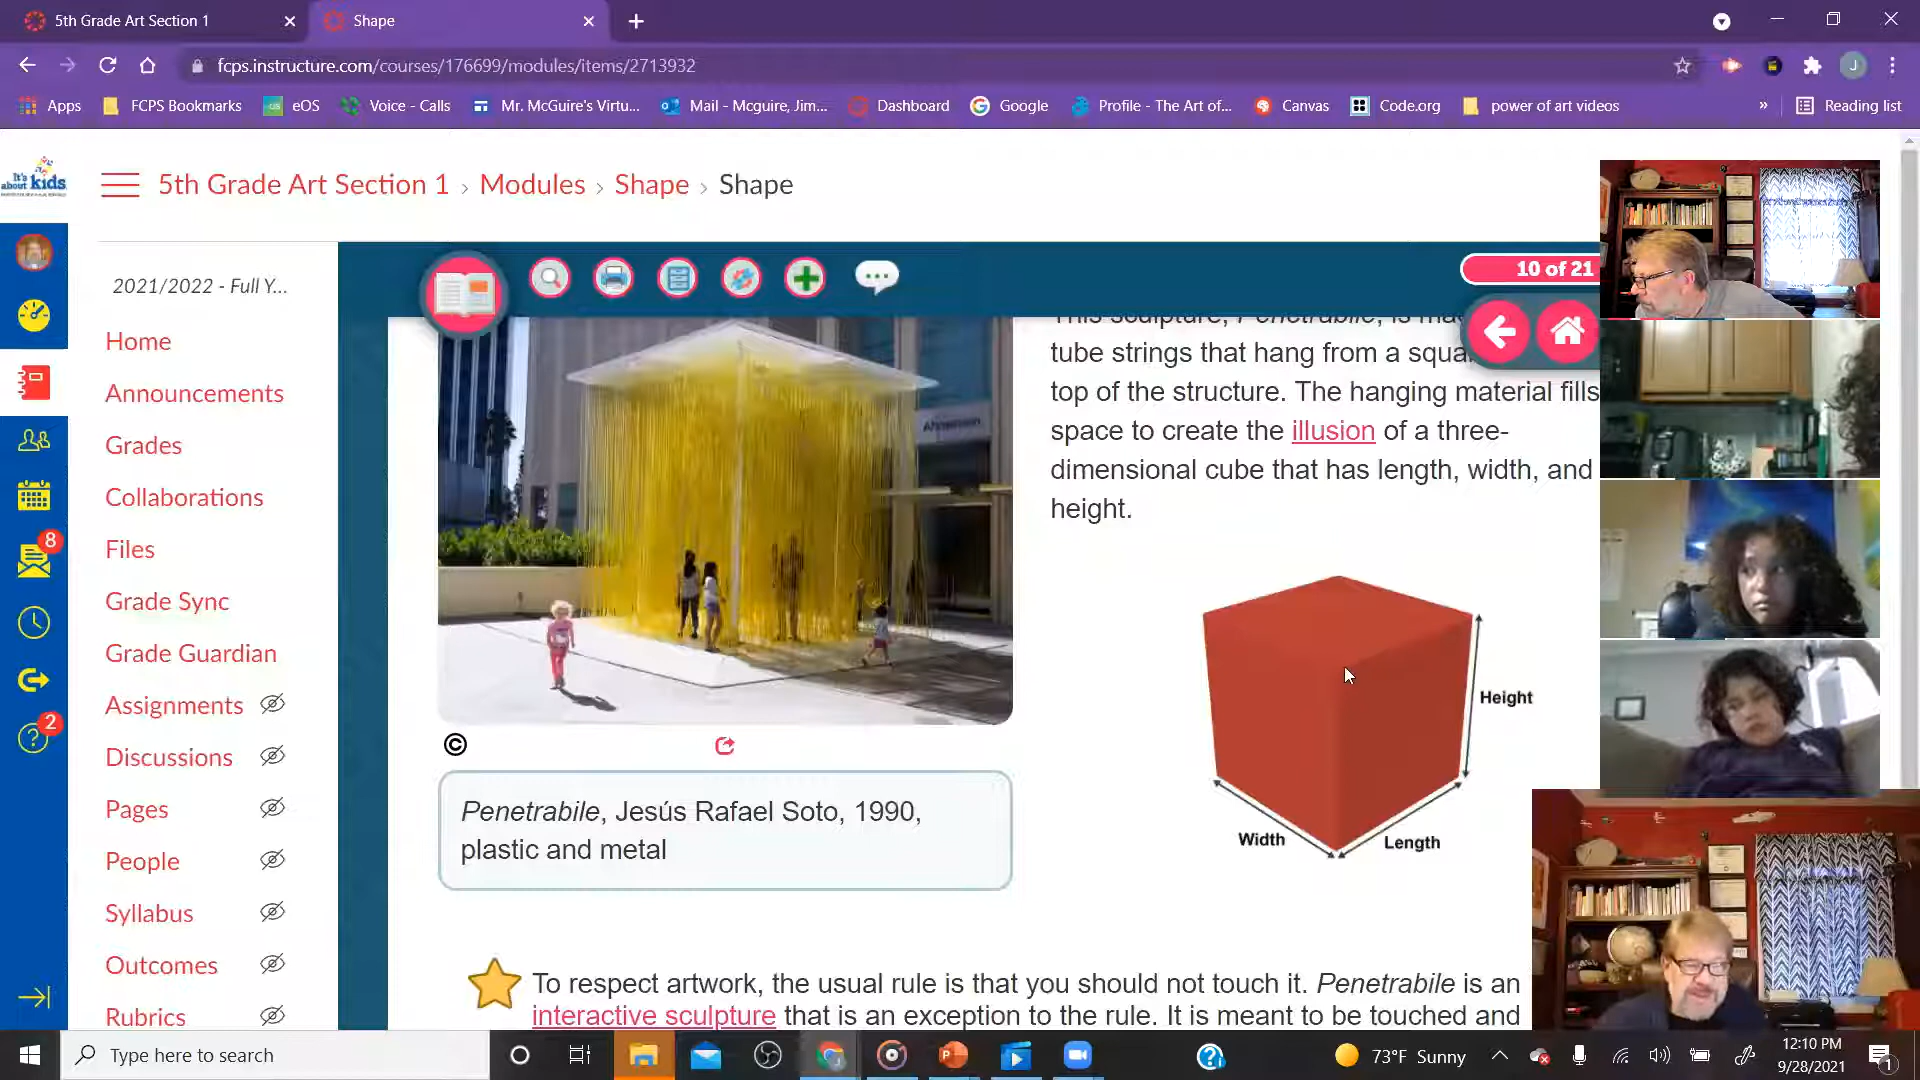 5th Grade Art Section 1
Shape
fcps.instructure.com/courses/176699/modules/items/2713932
Apps
FCPS Bookmarks
eOS
Voice - Calls
Mr. McGuire's Virtu...
Mail - Mcguire, Jim...
Dashboard
Google
Profile - The Art of...
Canvas
Code.org
power of art videos
»
Reading list
It's about kids
5th Grade Art Section 1 > Modules > Shape > Shape
2021/2022 - Full Y...
Home
Announcements
Grades
Collaborations
Files
Grade Sync
Grade Guardian
Assignments
Discussions
Pages
People
Syllabus
Outcomes
Rubrics
8
2
10 of 21
This sculpture, Penetrabile, is
tube strings that hang from a
top of the structure. The hanging material fills
space to create the illusion of a three-
dimensional cube that has length, width, and
height.
Height
Width
Length
©
Penetrabile, Jesús Rafael Soto, 1990,
plastic and metal
To respect artwork, the usual rule is that you should not touch it. Penetrabile is an
interactive sculpture that is an exception to the rule. It is meant to be touched and
Type here to search
73°F Sunny
12:10 PM
9/28/2021
1